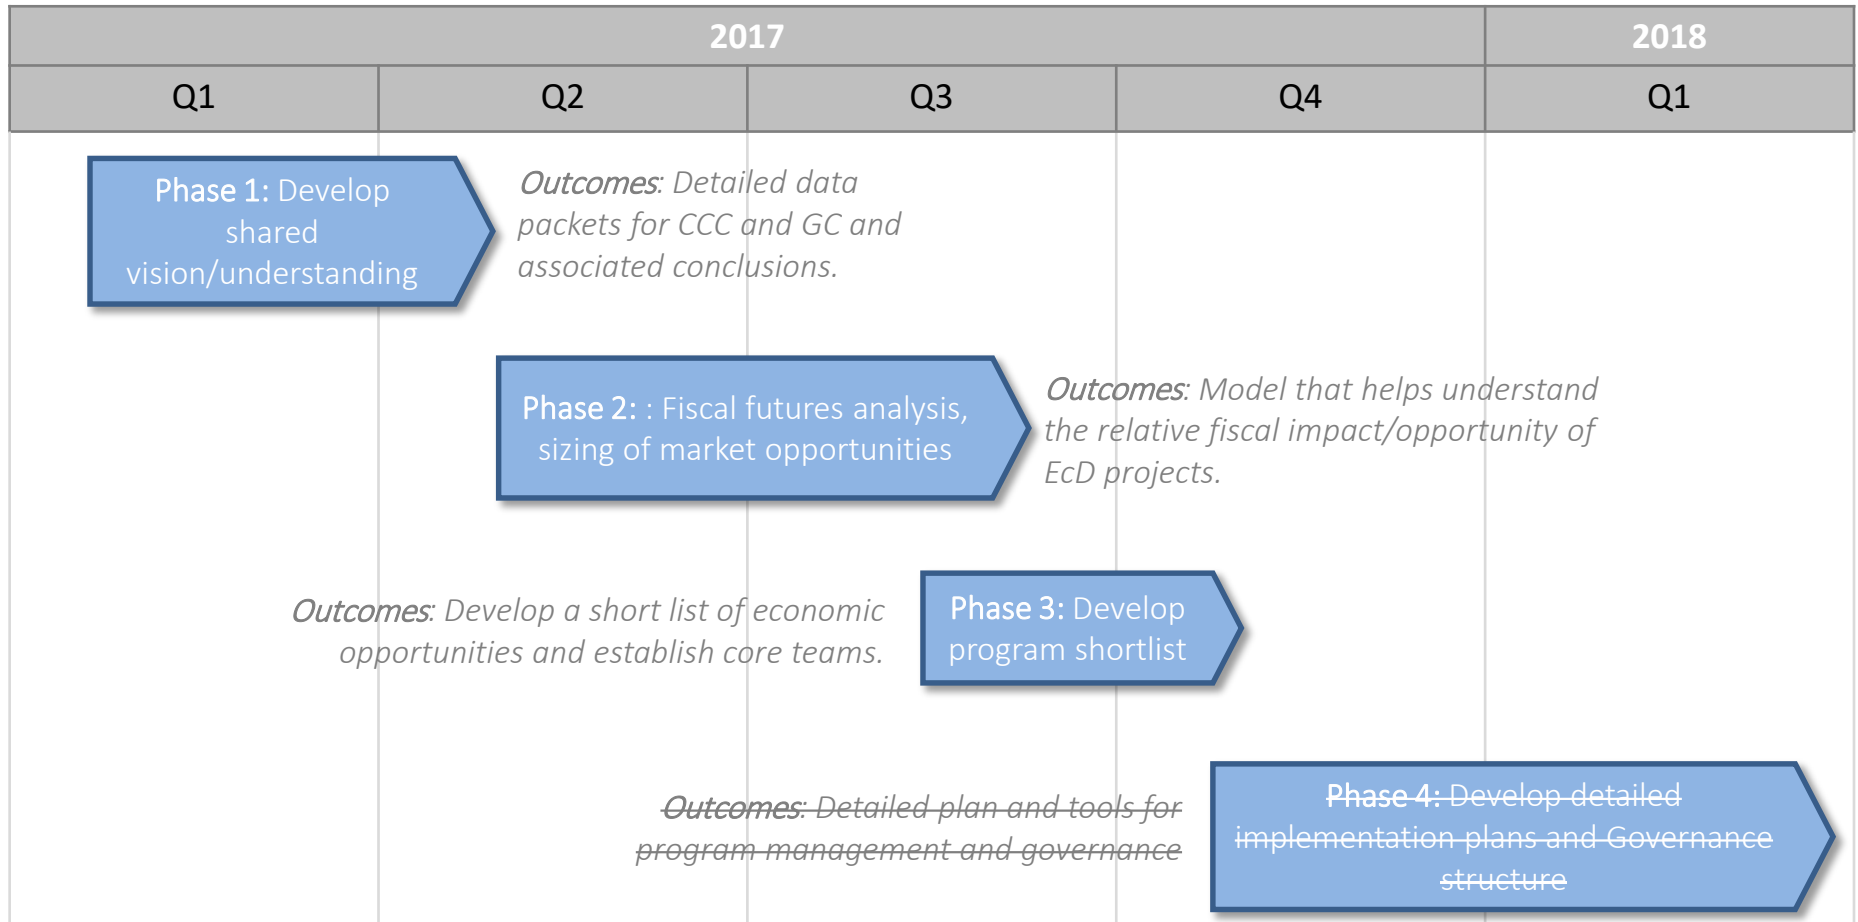 2017
2018
Q1
Q2
Q3
Q4
Q1
Phase 1: Develop
shared
vision/understanding
Outcomes: Detailed data
packets for CCC and GC and
associated conclusions.
Phase 2: : Fiscal futures analysis,
sizing of market opportunities
Outcomes: Model that helps understand
the relative fiscal impact/opportunity of
EcD projects.
Outcomes: Develop a short list of economic
opportunities and establish core teams.
Phase 3: Develop
program shortlist
Outcomes: Detailed plan and tools for
program management and governance
Phase 4: Develop detailed
implementation plans and Governance
structure